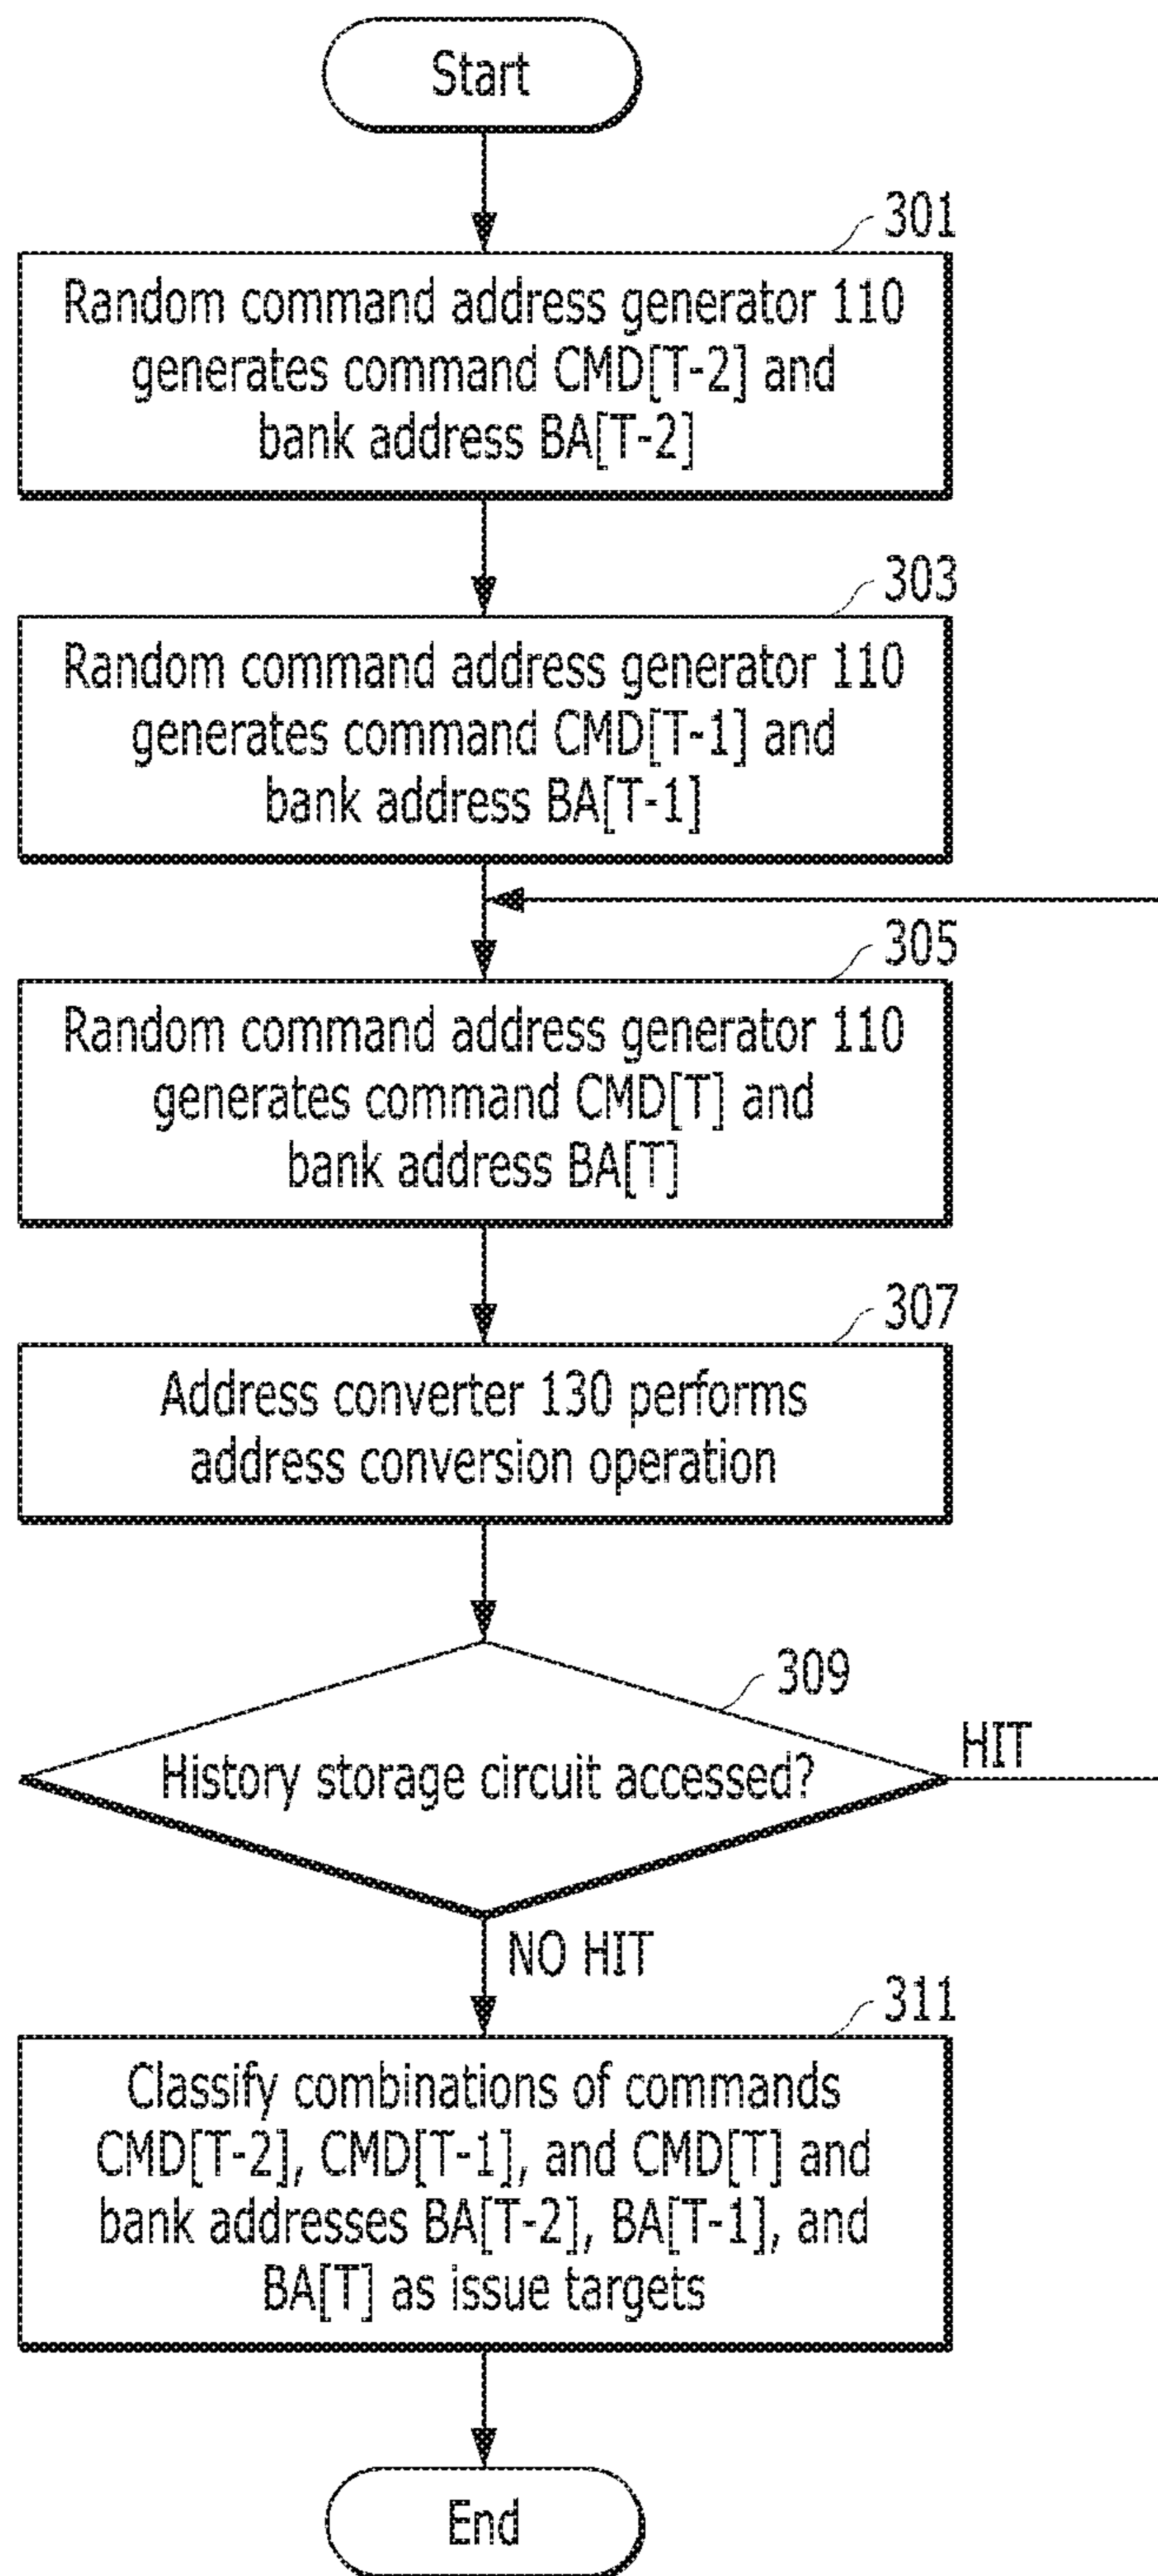 Start
301
Random command address generator 110
generates command CMD[T-2] and
bank address BA[T-2]
303
Random command address generator 110
generates command CMD[T-1] and
bank address BA[T-1]
305
Random command address generator 110
generates command CMD[T] and
bank address BA[T]
307
Address converter 130 performs
address conversion operation
309
History storage circuit accessed?
HIT
NO HIT
311
Classify combinations of commands
CMD[T-2], CMD[T-1], and CMD[T] and
bank addresses BA[T-2], BA[T-1], and
BA[T] as issue targets
End